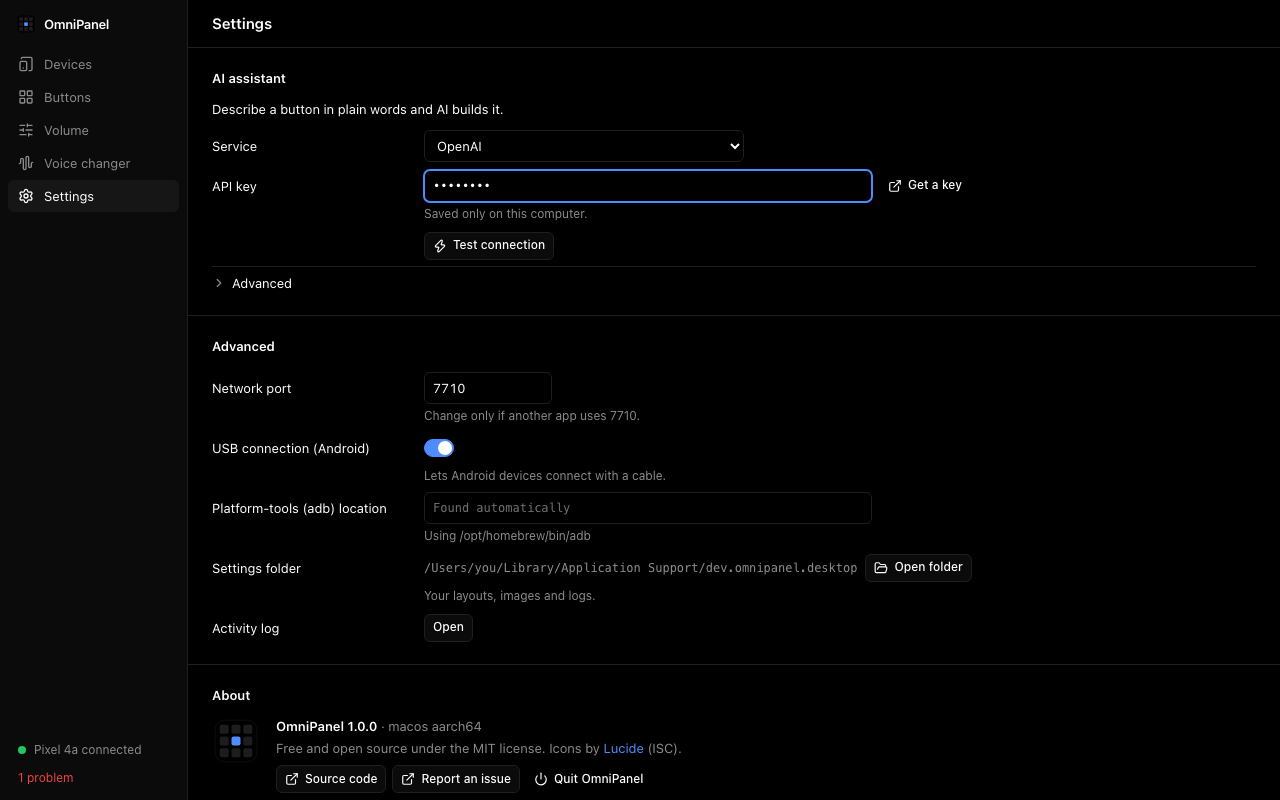 OmniPanel
Devices
Buttons
Volume
Voice changer
Settings
Pixel 4a connected
1 problem
Settings
AI assistant
Describe a button in plain words and AI builds it.
Service
OpenAI
API key
••••••••
Get a key
Saved only on this computer.
Test connection
Advanced
Advanced
Network port
7710
Change only if another app uses 7710.
USB connection (Android)
Lets Android devices connect with a cable.
Platform-tools (adb) location
Found automatically
Using /opt/homebrew/bin/adb
Settings folder
/Users/you/Library/Application Support/dev.omnipanel.desktop
Open folder
Your layouts, images and logs.
Activity log
Open
About
OmniPanel 1.0.0 · macos aarch64
Free and open source under the MIT license. Icons by Lucide (ISC).
Source code
Report an issue
Quit OmniPanel